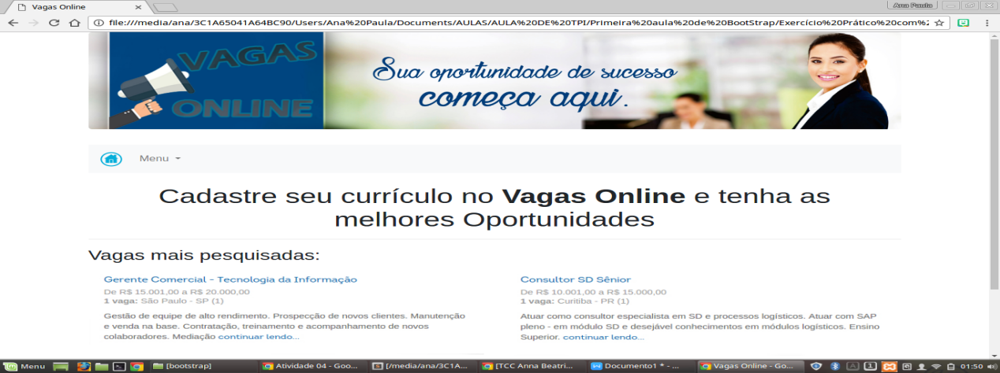 Vagas Online
Ana Paula
file:///media/ana/3C1A65041A64BC90/Users/Ana%20Paula/Documents/AULAS/AULA%20DE%20TPI/Primeira%20aula%20de%20BootStrap/Exercício%20Prático%20com%2
VAGAS
ONLINE
Sua oportunidade de sucesso
começa aqui.
Menu
Cadastre seu currículo no Vagas Online e tenha as
melhores Oportunidades
Vagas mais pesquisadas:
Gerente Comercial - Tecnologia da Informação
De R$ 15.001,00 a R$ 20.000,00
1 vaga: São Paulo - SP (1)
Gestão de equipe de alto rendimento. Prospecção de novos clientes. Manutenção
e venda na base. Contratação, treinamento e acompanhamento de novos
colaboradores. Mediação continuar lendo...
Consultor SD Sênior
De R$ 10.001,00 a R$ 15.000,00
1 vaga: Curitiba - PR (1)
Atuar como consultor especialista em SD e processos logísticos. Atuar com SAP
pleno - em módulo SD e desejável conhecimentos em módulos logísticos. Ensino
Superior. continuar lendo...
Menu [bootstrap] Atividade 04 - Goo... [/media/ana/3C1A... [TCC Anna Beatri... Documento1 * - ... Vagas Online - Go... A 1 01:50